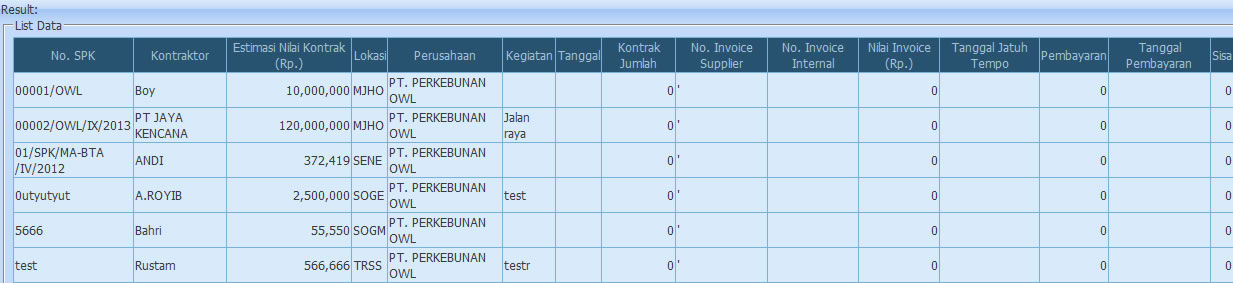 Result:
List Data
No. SPK Kontraktor Estimasi Nilai Kontrak (Rp.) Lokasi Perusahaan Kegiatan Tanggal Kontrak Jumlah No. Invoice Supplier No. Invoice Internal Nilai Invoice (Rp.) Tanggal Jatuh Tempo Pembayaran Tanggal Pembayaran Sisa
00001/OWL Boy 10,000,000 MJHO PT. PERKEBUNAN OWL 0 ' 0 0 0
00002/OWL/IX/2013 PT JAYA KENCANA 120,000,000 MJHO PT. PERKEBUNAN OWL Jalan raya 0 ' 0 0 0
01/SPK/MA-BTA /IV/2012 ANDI 372,419 SENE PT. PERKEBUNAN OWL 0 ' 0 0 0
0utyutyut A.ROYIB 2,500,000 SOGE PT. PERKEBUNAN OWL test 0 ' 0 0 0
5666 Bahri 55,550 SOGM PT. PERKEBUNAN OWL 0 ' 0 0 0
test Rustam 566,666 TRSS PT. PERKEBUNAN OWL testr 0 ' 0 0 0